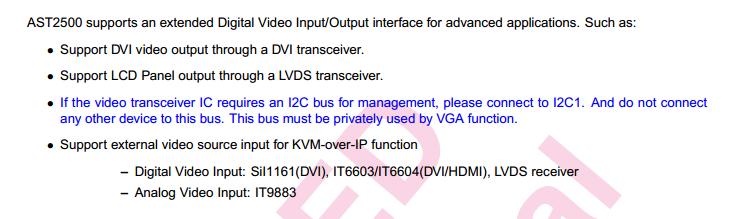 AST2500 supports an extended Digital Video Input/Output interface for advanced applications. Such as:
• Support DVI video output through a DVI transceiver.
• Support LCD Panel output through a LVDS transceiver.
• If the video transceiver IC requires an I2C bus for management, please connect to I2C1. And do not connect
any other device to this bus. This bus must be privately used by VGA function.
• Support external video source input for KVM-over-IP function
– Digital Video Input: SiI1161(DVI), IT6603/IT6604(DVI/HDMI), LVDS receiver
– Analog Video Input: IT9883